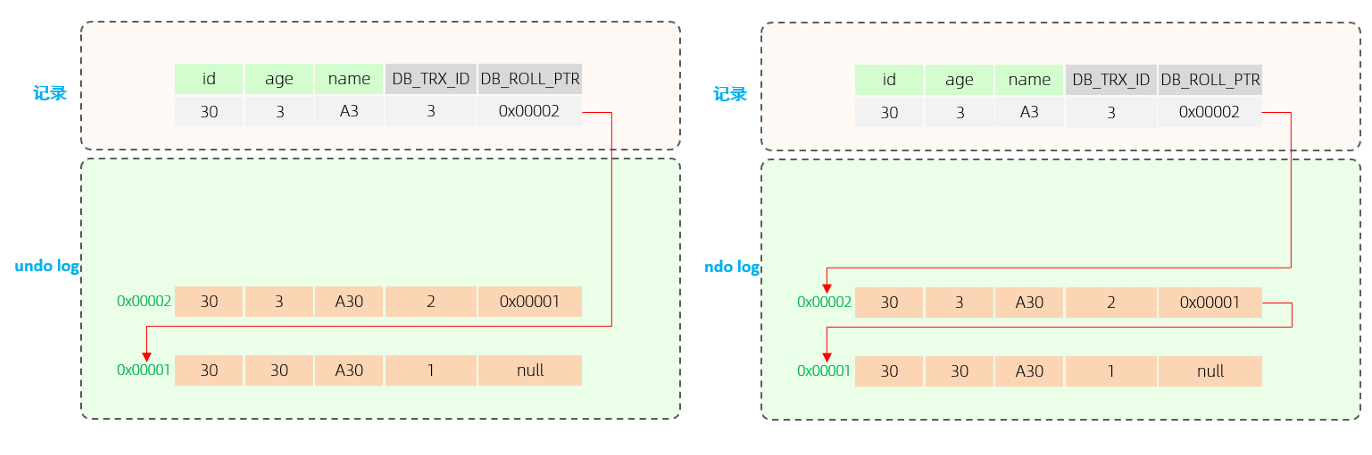 id age name DB_TRX_ID DB_ROLL_PTR
记录
30 3 A3 3 0x00002
undo log
0x00002 30 3 A30 2 0x00001
0x00001 30 30 A30 1 null
id age name DB_TRX_ID DB_ROLL_PTR
记录
30 3 A3 3 0x00002
ndo log
0x00002 30 3 A30 2 0x00001
0x00001 30 30 A30 1 null